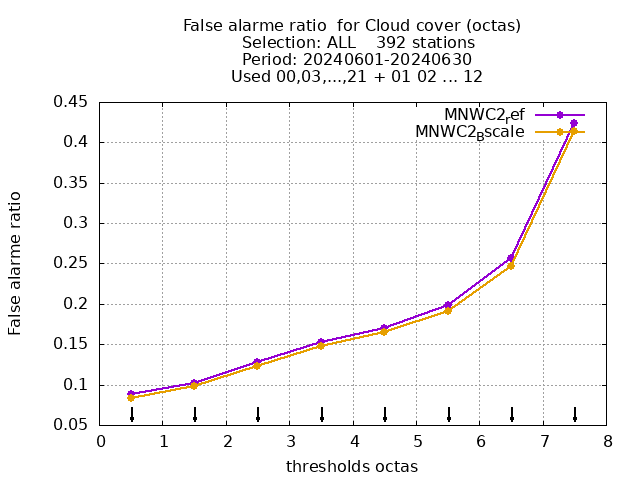 False alarme ratio  for Cloud cover (octas)
Selection: ALL    392 stations
Period: 20240601-20240630
Used 00,03,...,21 + 01 02 ... 12
MNWC2ref
MNWC2Bscale
0.45
0.4
0.35
0.3
0.25
0.2
0.15
0.1
0.05
False alarme ratio
0 1 2 3 4 5 6 7 8
thresholds octas